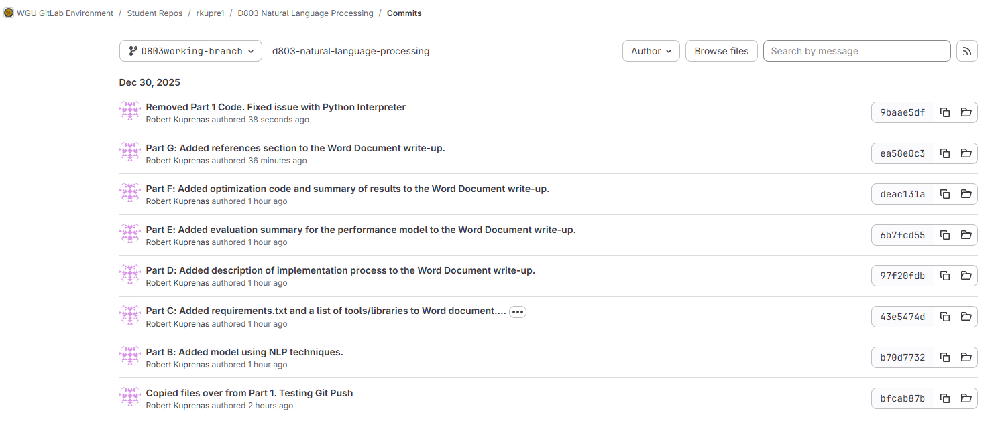 WGU GitLab Environment / Student Repos / rkupre1 / D803 Natural Language Processing / Commits
D803working-branch d803-natural-language-processing Author Browse files Search by message
Dec 30, 2025
Removed Part 1 Code. Fixed issue with Python Interpreter
Robert Kuprenas authored 38 seconds ago
9baae5df
Part G: Added references section to the Word Document write-up.
Robert Kuprenas authored 36 minutes ago
ea58e0c3
Part F: Added optimization code and summary of results to the Word Document write-up.
Robert Kuprenas authored 1 hour ago
deac131a
Part E: Added evaluation summary for the performance model to the Word Document write-up.
Robert Kuprenas authored 1 hour ago
6b7fcd55
Part D: Added description of implementation process to the Word Document write-up.
Robert Kuprenas authored 1 hour ago
97f20fdb
Part C: Added requirements.txt and a list of tools/libraries to Word document....
Robert Kuprenas authored 1 hour ago
43e5474d
Part B: Added model using NLP techniques.
Robert Kuprenas authored 1 hour ago
b70d7732
Copied files over from Part 1. Testing Git Push
Robert Kuprenas authored 2 hours ago
bfcab87b